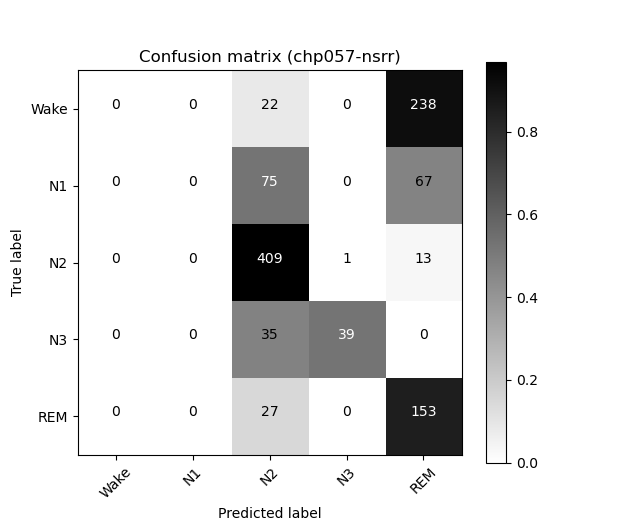 Confusion matrix (chp057-nsrr)
True label
Wake 0 0 22 0 238
N1 0 0 75 0 67
N2 0 0 409 1 13
N3 0 0 35 39 0
REM 0 0 27 0 153
Wake N1 N2 N3 REM
Predicted label
0.8
0.6
0.4
0.2
0.0